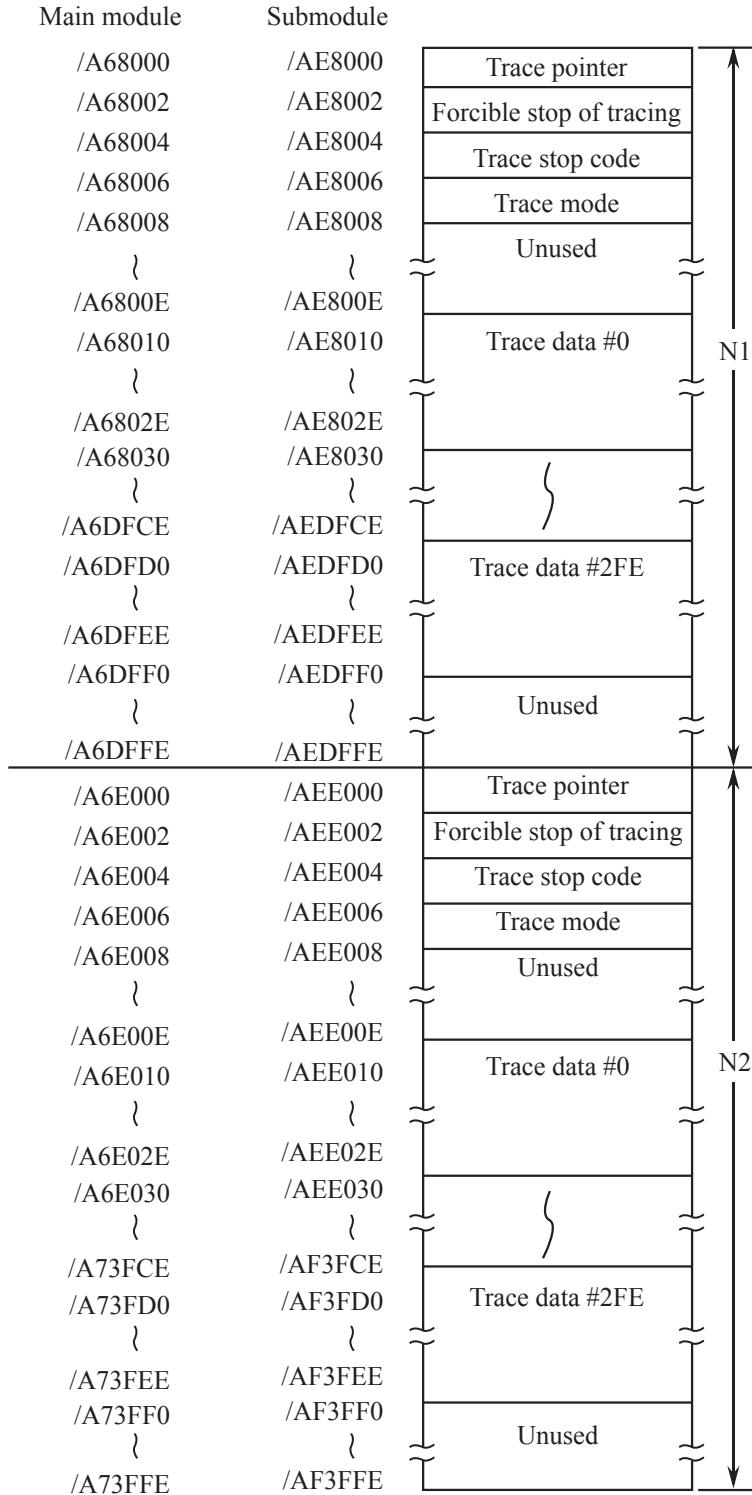 Main module Submodule
/A68000 /AE8000 Trace pointer
/A68002 /AE8002 Forcible stop of tracing
/A68004 /AE8004 Trace stop code
/A68006 /AE8006 Trace mode
/A68008 /AE8008 Unused
/A6800E /AE800E
/A68010 /AE8010 Trace data #0 N1
/A6802E /AE802E
/A68030 /AE8030
/A6DFCE /AEDFCE
/A6DFD0 /AEDFD0 Trace data #2FE
/A6DFEE /AEDFEE
/A6DFF0 /AEDFF0 Unused
/A6DFFE /AEDFFE
/A6E000 /AEE000 Trace pointer
/A6E002 /AEE002 Forcible stop of tracing
/A6E004 /AEE004 Trace stop code
/A6E006 /AEE006 Trace mode
/A6E008 /AEE008 Unused
/A6E00E /AEE00E
/A6E010 /AEE010 Trace data #0 N2
/A6E02E /AEE02E
/A6E030 /AEE030
/A73FCE /AF3FCE
/A73FD0 /AF3FD0 Trace data #2FE
/A73FEE /AF3FEE
/A73FF0 /AF3FF0 Unused
/A73FFE /AF3FFE